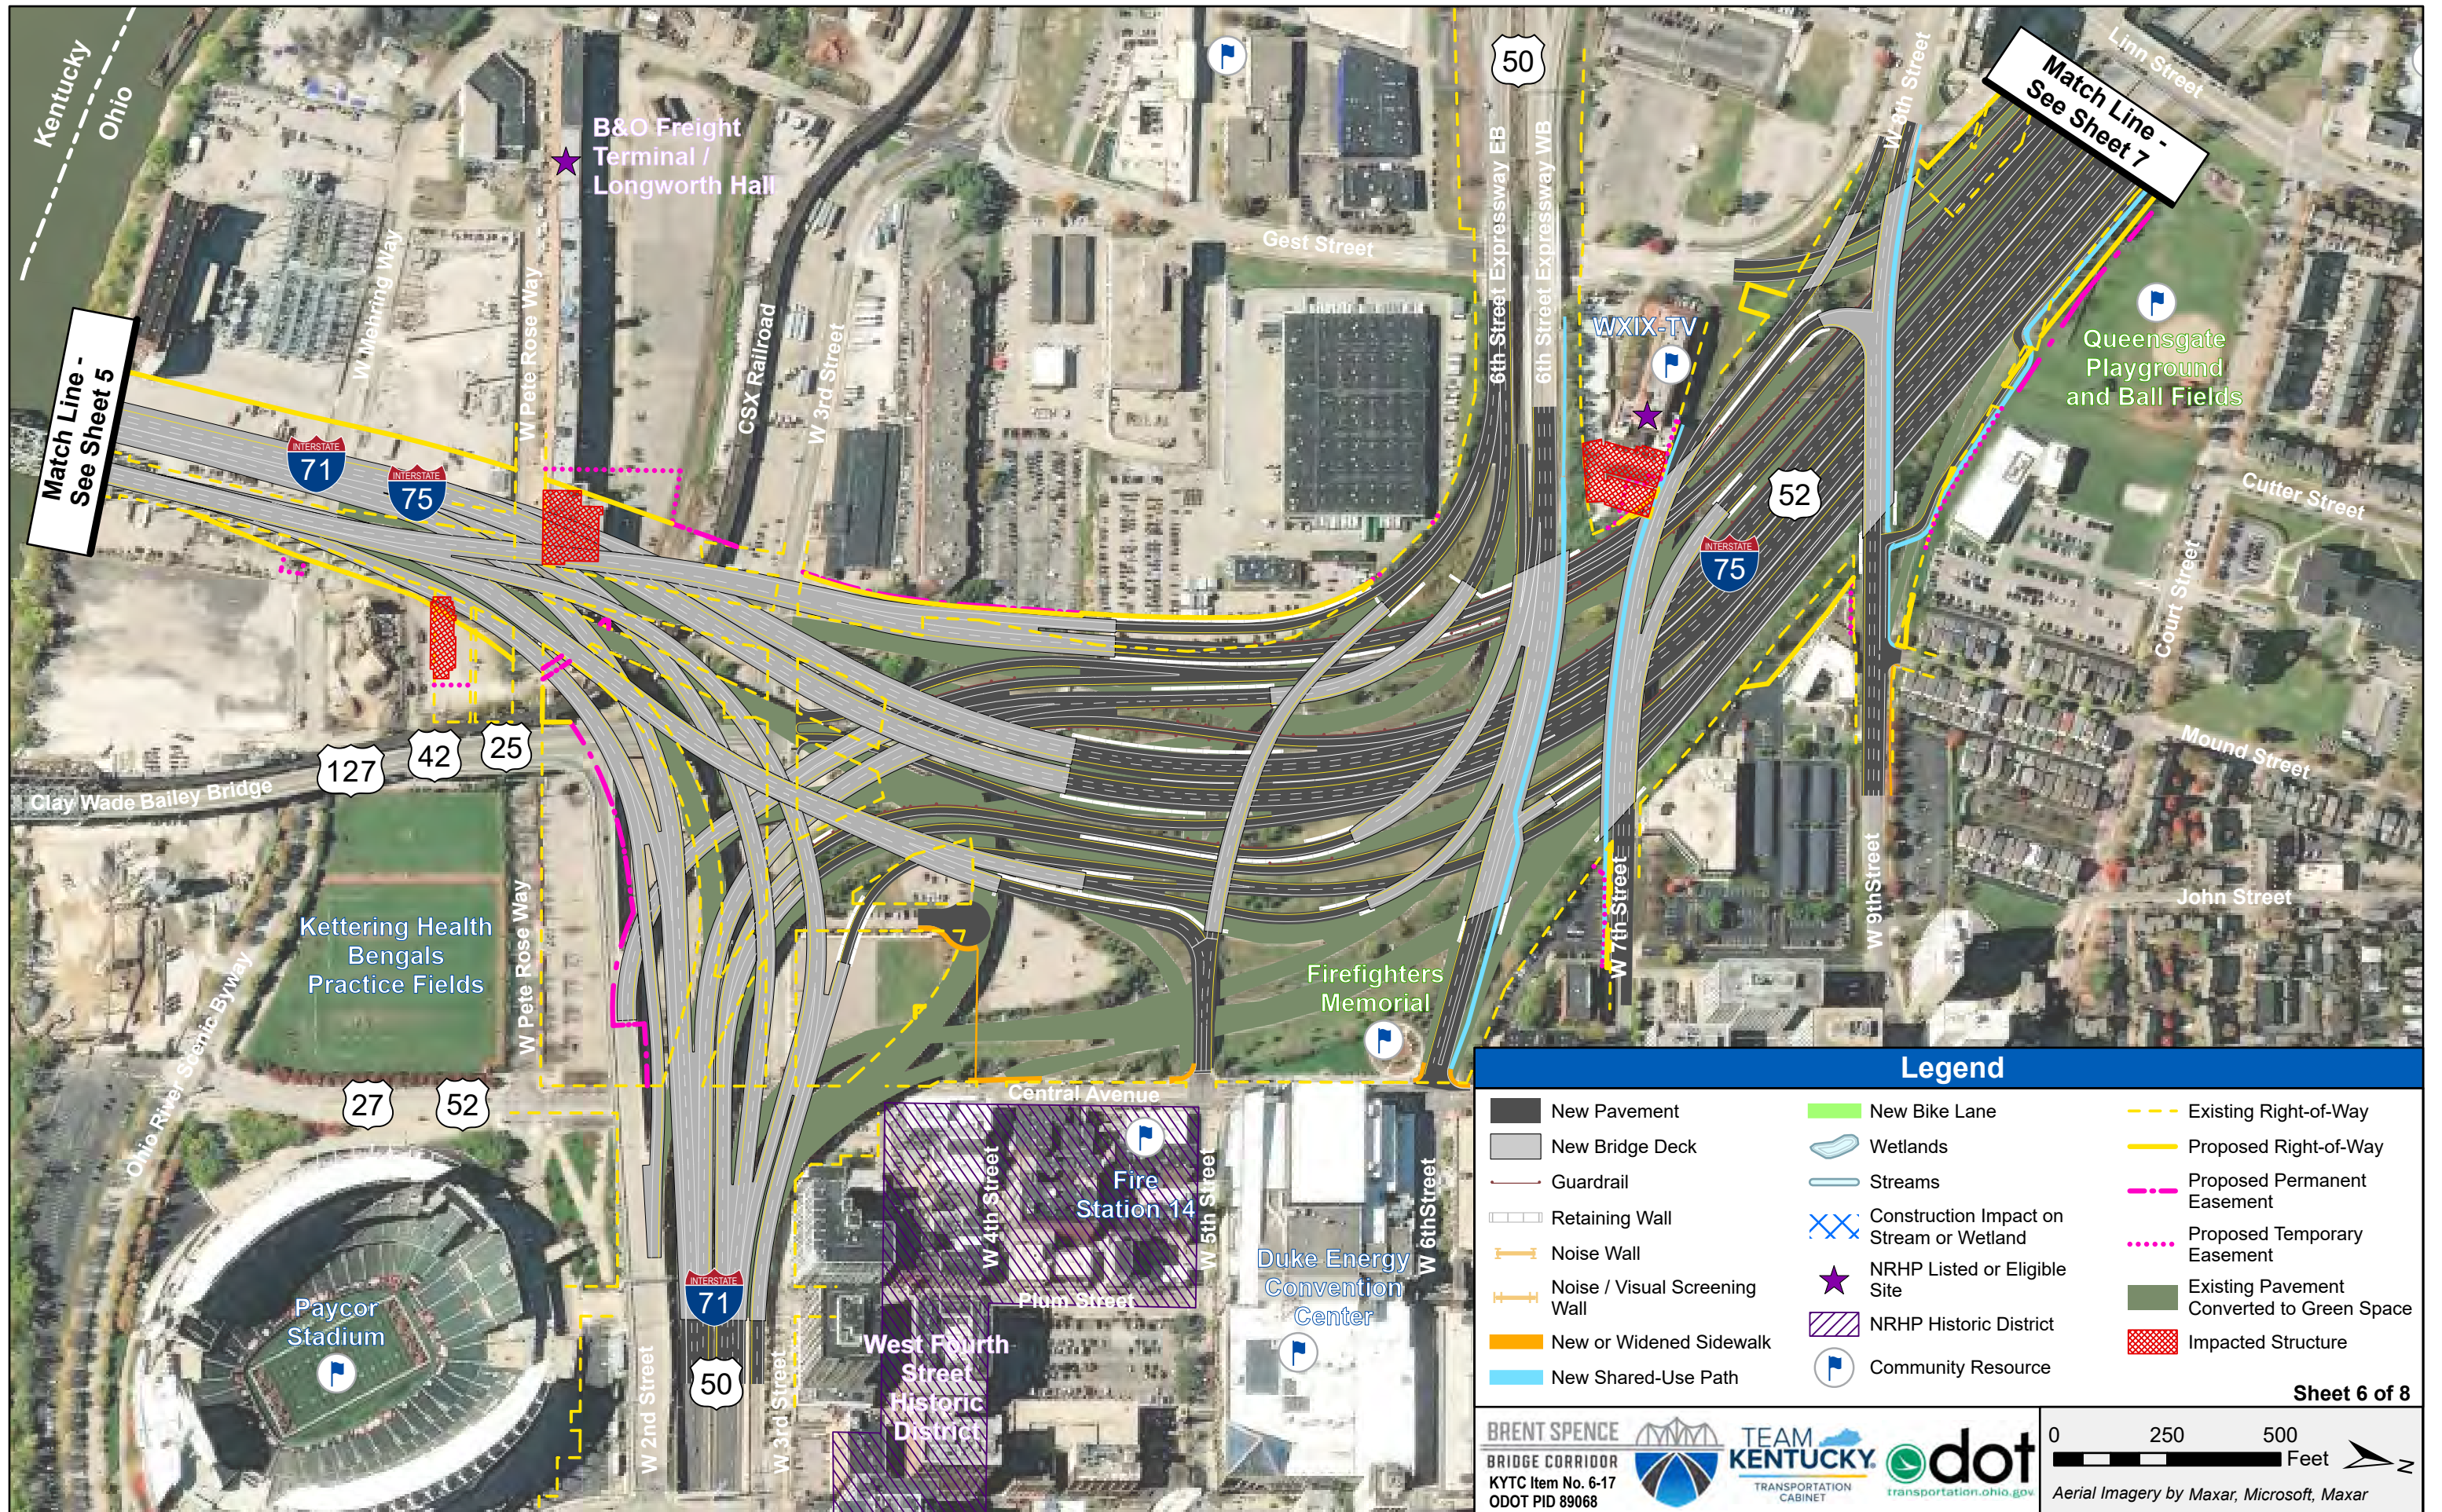 Kentucky
Ohio
Match Line -
See Sheet 5
INTERSTATE
71
INTERSTATE
75
W Mehring Way
W Pete Rose Way
B&O Freight
Terminal /
Longworth Hall
CSX Railroad
W 3rd Street
Gest Street
50
6th Street Expressway EB
6th Street Expressway WB
WXIX-TV
W 8th Street
Linn Street
Match Line -
See Sheet 7
Queensgate
Playground
and Ball Fields
52
INTERSTATE
75
Cutter Street
Court Street
Mound Street
John Street
W 9thStreet
W 7th Street
127
42
25
Clay Wade Bailey Bridge
Kettering Health
Bengals
Practice Fields
W Pete Rose Way
Ohio River Scenic Byway
27
52
Paycor
Stadium
W 2nd Street
INTERSTATE
71
50
W 3rd Street
Firefighters
Memorial
Central Avenue
W 4th Street
Fire
Station 14
W 5th Street
Plum Street
West Fourth
Street
Historic
District
Duke Energy
Convention
Center
W 6thStreet
Legend
New Pavement
New Bridge Deck
Guardrail
Retaining Wall
Noise Wall
Noise / Visual Screening
Wall
New or Widened Sidewalk
New Shared-Use Path
New Bike Lane
Wetlands
Streams
Construction Impact on
Stream or Wetland
NRHP Listed or Eligible
Site
NRHP Historic District
Community Resource
Existing Right-of-Way
Proposed Right-of-Way
Proposed Permanent
Easement
Proposed Temporary
Easement
Existing Pavement
Converted to Green Space
Impacted Structure
Sheet 6 of 8
BRENT SPENCE
BRIDGE CORRIDOR
KYTC Item No. 6-17
ODOT PID 89068
TEAM
KENTUCKY
TRANSPORTATION
CABINET
odot
transportation.ohio.gov
0 250 500
Feet
N
Aerial Imagery by Maxar, Microsoft, Maxar